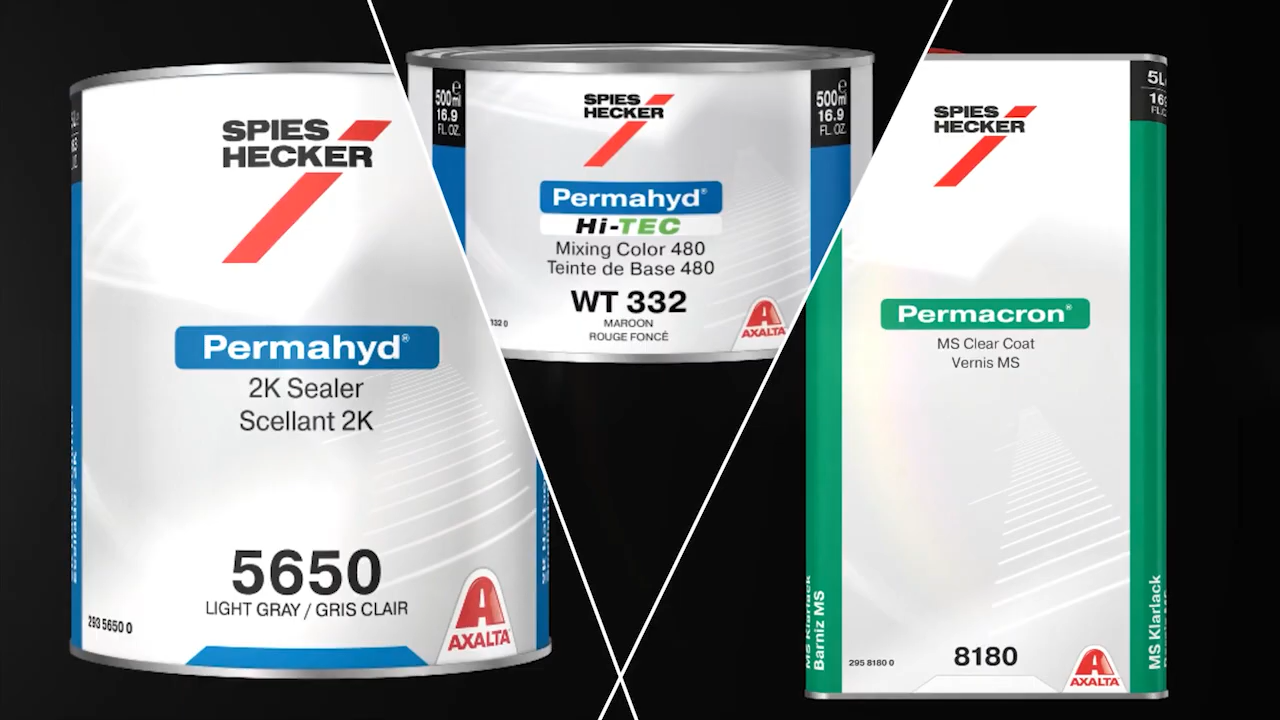 SPIES
HECKER
Permahyd®
2K Sealer
Scellant 2K
5650
LIGHT GRAY / GRIS CLAIR
293 5650 0
AXALTA
500ml
16.9
FL. OZ.
SPIES
HECKER
500ml
16.9
FL. OZ.
Permahyd®
Hi-TEC
Mixing Color 480
Teinte de Base 480
WT 332
MAROON
ROUGE FONCÉ
AXALTA
SPIES
HECKER
Permacron®
MS Clear Coat
Vernis MS
MS Klarlack
Barniz MS
295 8180 0
8180
AXALTA
MS Klarlack